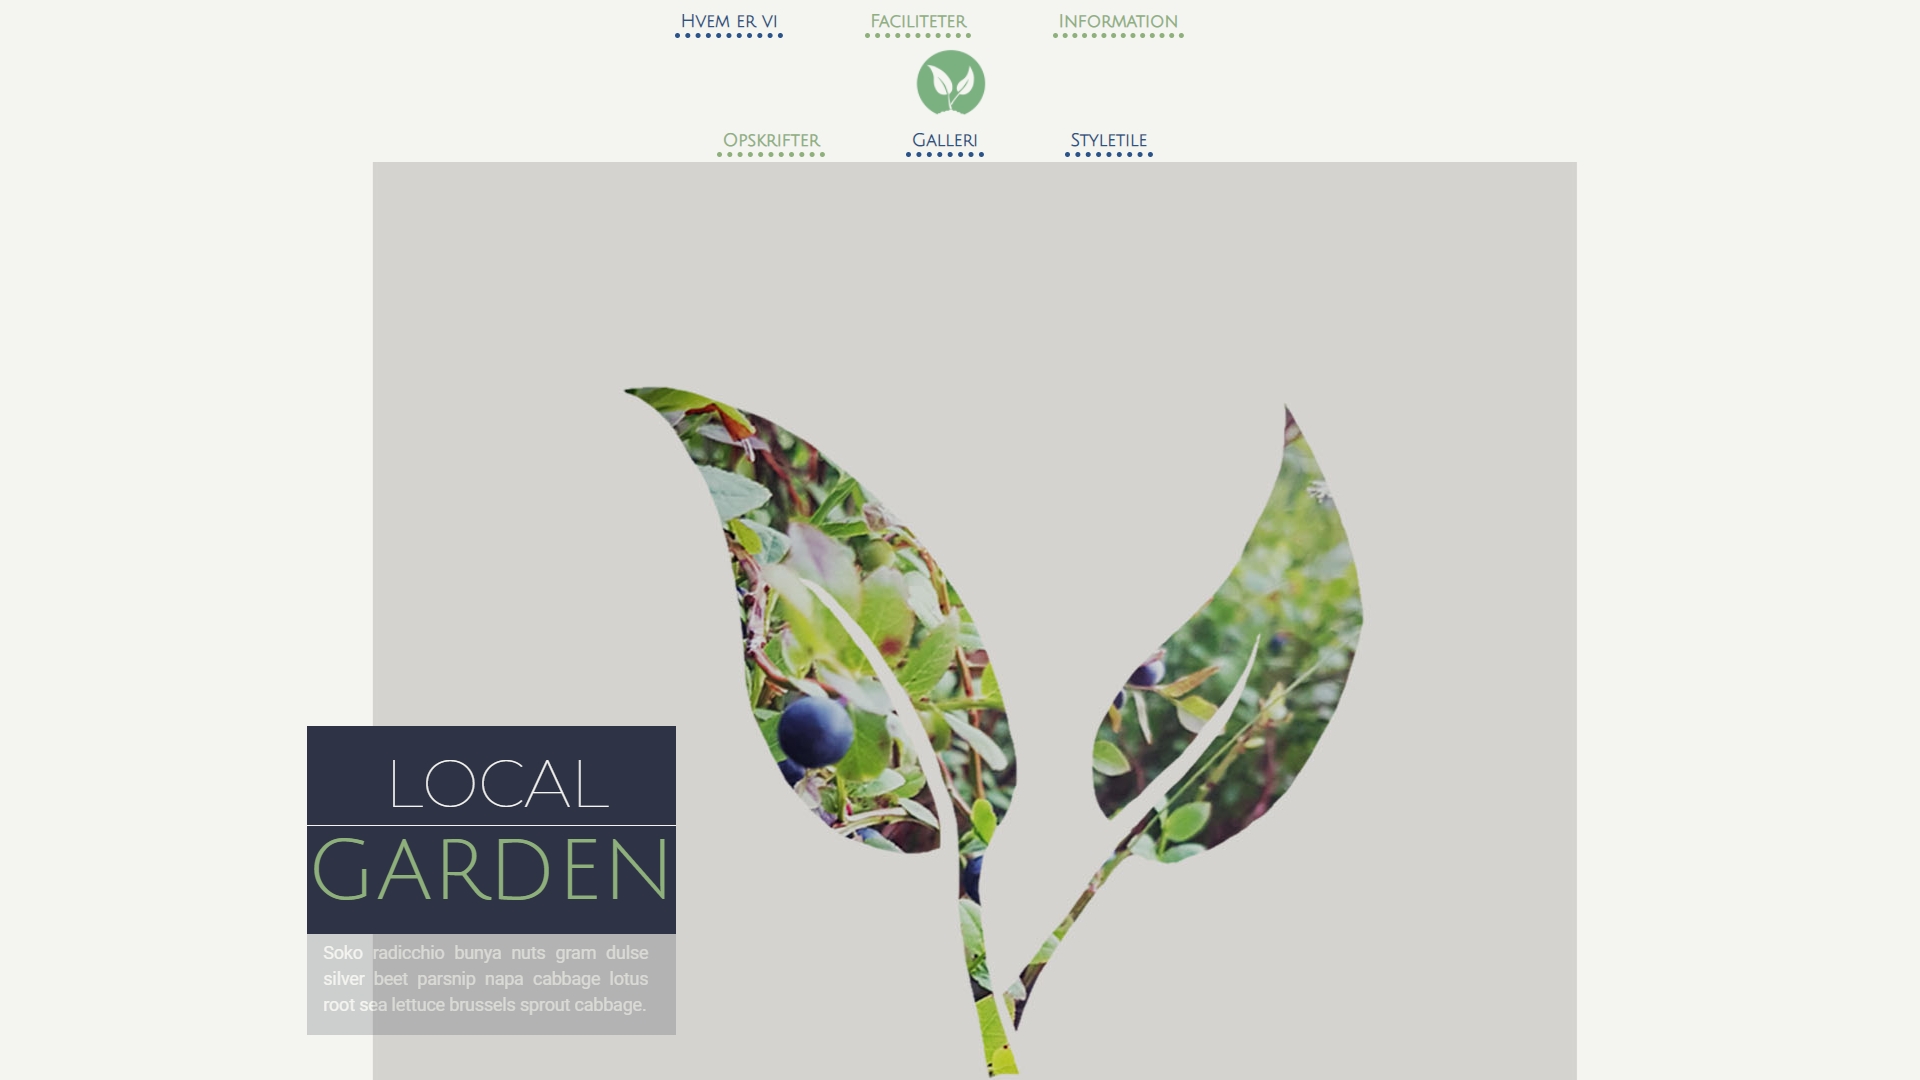 Hvem er vi
Faciliteter
Information
Opskrifter
Galleri
Styletile
LOCAL
GARDEN
Soko radicchio bunya nuts gram dulse
silver beet parsnip napa cabbage lotus
root sea lettuce brussels sprout cabbage.